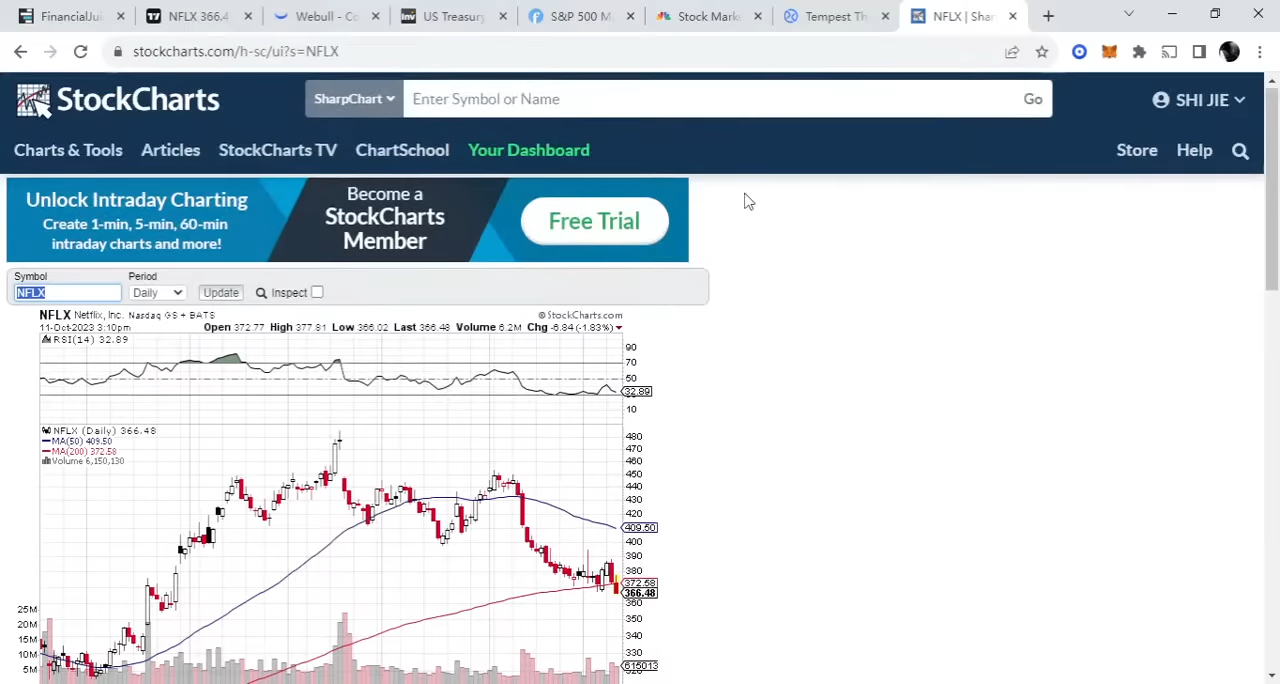 FinancialJui
NFLX 366.4
Webull - Co
US Treasury
S&P 500 M
Stock Mark
Tempest Th
NFLX | Shar
stockcharts.com/h-sc/ui?s=NFLX
StockCharts
SharpChart
Enter Symbol or Name
Go
SHI JIE
Charts & Tools
Articles
StockCharts TV
ChartSchool
Your Dashboard
Store
Help
Unlock Intraday Charting
Create 1-min, 5-min, 60-min
intraday charts and more!
Become a
StockCharts
Member
Free Trial
Symbol
Period
NFLX
Daily
Update
Inspect
NFLX Netflix, Inc. Nasdaq GS + BATS
© StockCharts.com
11-Oct-2023 3:10pm
Open 372.77 High 377.81 Low 366.02 Last 366.48 Volume 6.2M Chg -6.84 (-1.83%)
RSI(14) 32.89
90
70
50
32.89
10
NFLX (Daily) 366.48
MA(50) 409.50
MA(200) 372.58
Volume 6,150,130
480
470
460
450
440
430
420
409.50
400
390
380
372.58
366.48
360
350
340
330
25M
20M
15M
10M
5M
615013